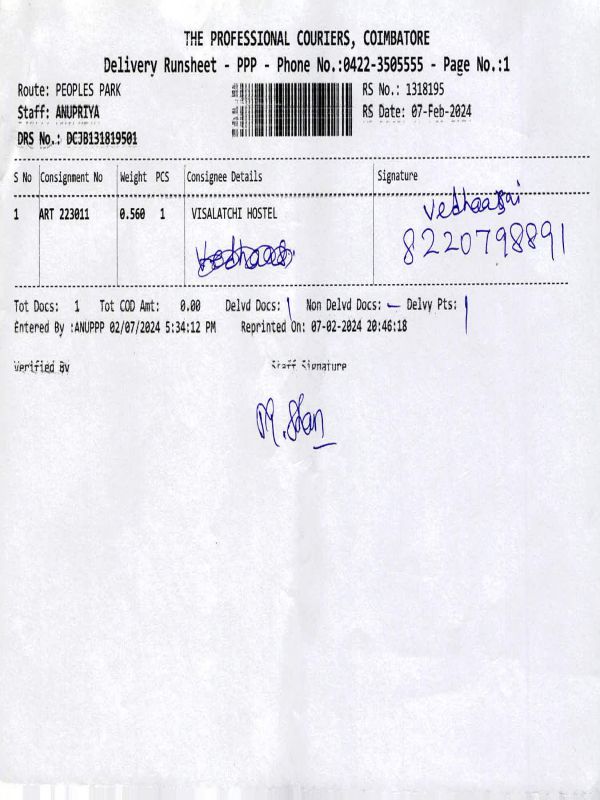 THE PROFESSIONAL COURIERS, COIMBATORE
Delivery Runsheet - PPP - Phone No.:0422-3505555 - Page No.:1
Route: PEOPLES PARK
RS No.: 1318195
Staff: ANUPRIYA
RS Date: 07-Feb-2024
DRS No.: DCJB131819501
S No Consignment No Weight PCS Consignee Details Signature
1 ART 223011 0.560 1 VISALATCHI HOSTEL
8220798891
Tot Docs: 1 Tot COD Amt: 0.00 Delvd Docs: | Non Delvd Docs: — Delvy Pts: |
Entered By :ANUPPP 02/07/2024 5:34:12 PM Reprinted On: 07-02-2024 20:46:18
Verified By Staff Signature